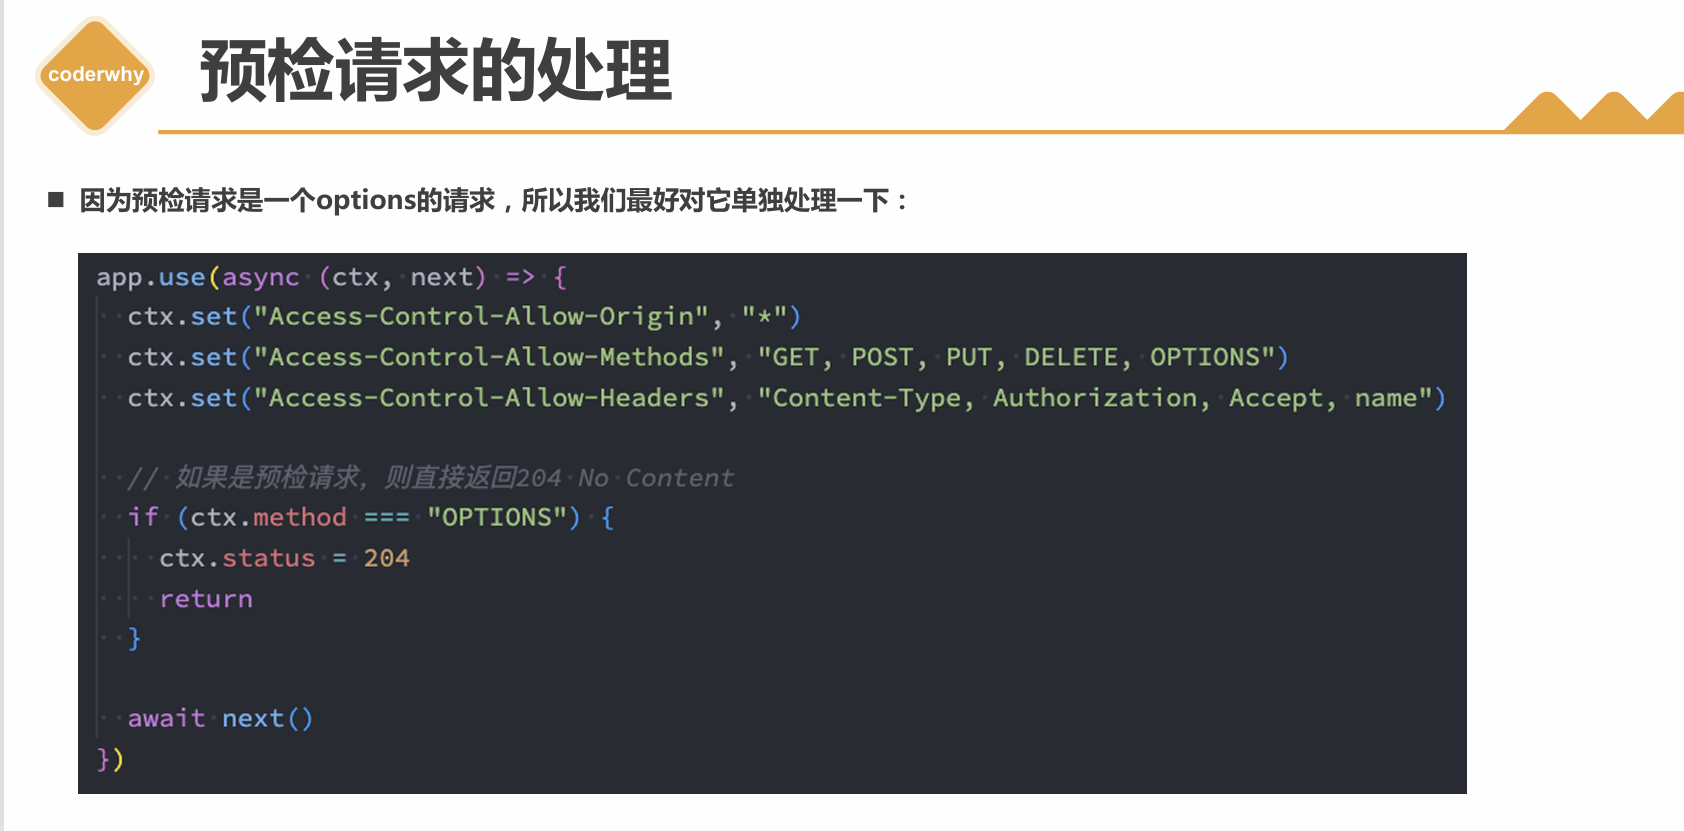 coderwhy
预检请求的处理
因为预检请求是一个options的请求，所以我们最好对它单独处理一下：
app.use(async (ctx, next) => {
  ctx.set("Access-Control-Allow-Origin", "*")
  ctx.set("Access-Control-Allow-Methods", "GET, POST, PUT, DELETE, OPTIONS")
  ctx.set("Access-Control-Allow-Headers", "Content-Type, Authorization, Accept, name")
  // 如果是预检请求，则直接返回204 No Content
  if (ctx.method === "OPTIONS") {
    ctx.status = 204
    return
  }
  await next()
})